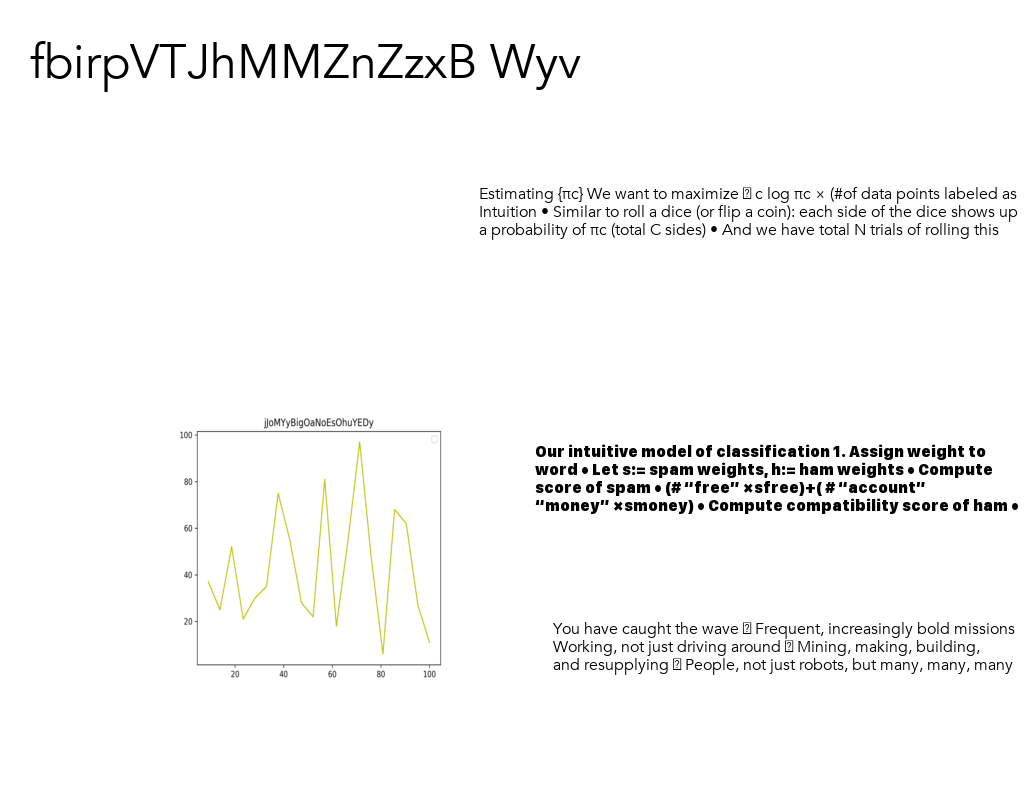 fbirpVTJhMMZnZzxB Wyv
Estimating {πc} We want to maximize c log πc × (#of data points labeled as
Intuition • Similar to roll a dice (or flip a coin): each side of the dice shows up
a probability of πc (total C sides) • And we have total N trials of rolling this
jJoMYyBigOaNoEsOhuYEDy
100
80
60
40
20
20 40 60 80 100
Our intuitive model of classification 1. Assign weight to
word • Let s:= spam weights, h:= ham weights • Compute
score of spam • (# “free” ×sfree)+( # “account”
“money” ×smoney) • Compute compatibility score of ham •
You have caught the wave Frequent, increasingly bold missions
Working, not just driving around Mining, making, building,
and resupplying People, not just robots, but many, many, many